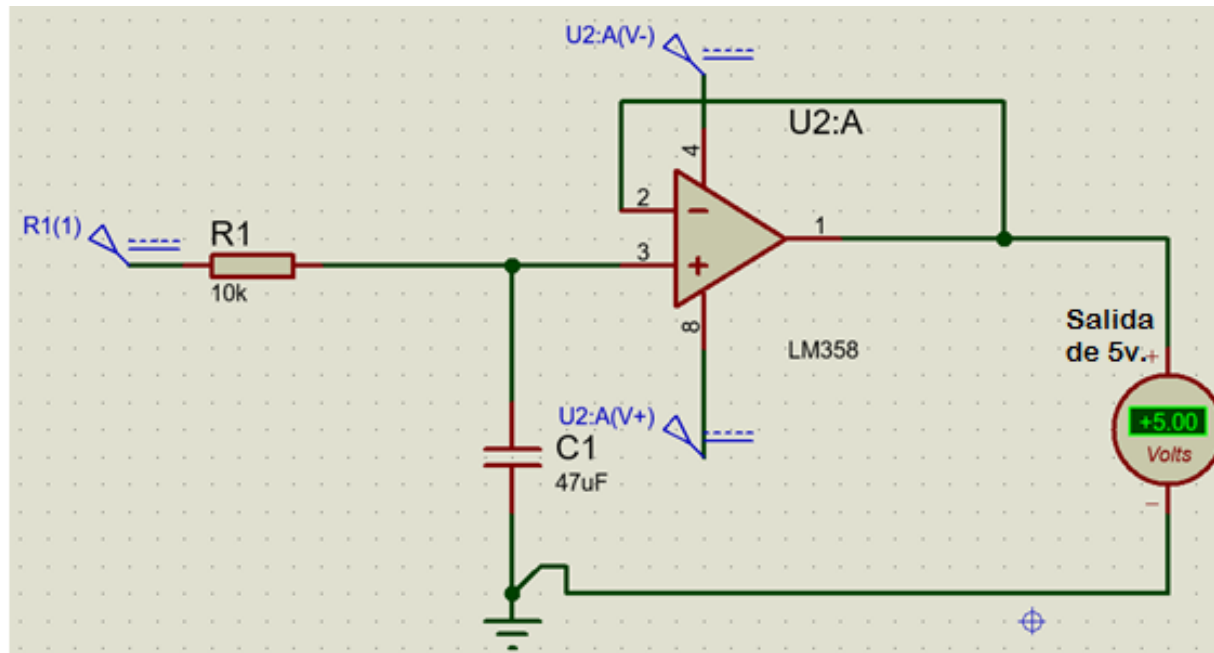 U2:A(V-)
U2:A
4
2
1
3
8
R1(1)
R1
10k
LM358
Salida
de 5v.
+
+5.00
Volts
−
U2:A(V+)
C1
47uF